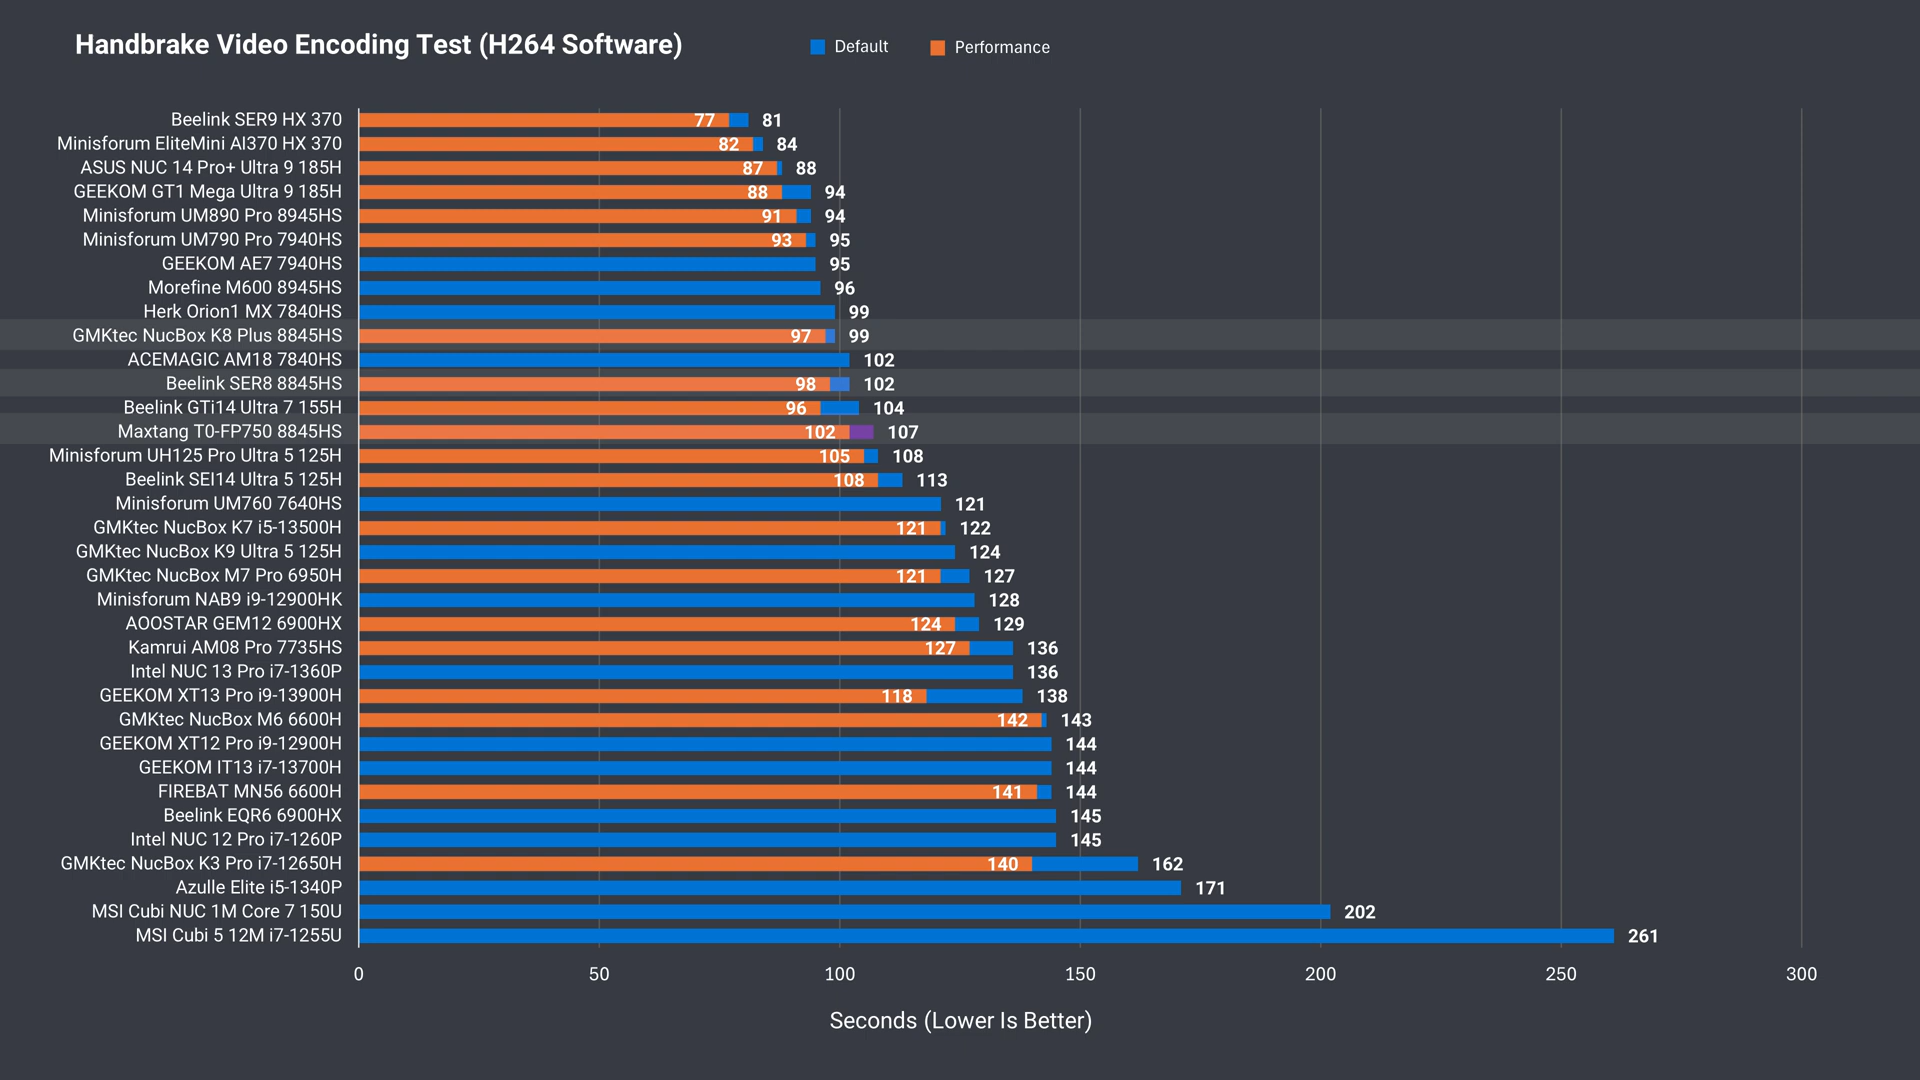 Handbrake Video Encoding Test (H264 Software)
Default
Performance
Beelink SER9 HX 370 77 81
Minisforum EliteMini AI370 HX 370 82 84
ASUS NUC 14 Pro+ Ultra 9 185H 87 88
GEEKOM GT1 Mega Ultra 9 185H 88 94
Minisforum UM890 Pro 8945HS 91 94
Minisforum UM790 Pro 7940HS 93 95
GEEKOM AE7 7940HS 95
Morefine M600 8945HS 96
Herk Orion1 MX 7840HS 99
GMKtec NucBox K8 Plus 8845HS 97 99
ACEMAGIC AM18 7840HS 102
Beelink SER8 8845HS 98 102
Beelink GTi14 Ultra 7 155H 96 104
Maxtang T0-FP750 8845HS 102 107
Minisforum UH125 Pro Ultra 5 125H 105 108
Beelink SEI14 Ultra 5 125H 108 113
Minisforum UM760 7640HS 121
GMKtec NucBox K7 i5-13500H 121 122
GMKtec NucBox K9 Ultra 5 125H 124
GMKtec NucBox M7 Pro 6950H 121 127
Minisforum NAB9 i9-12900HK 128
AOOSTAR GEM12 6900HX 124 129
Kamrui AM08 Pro 7735HS 127 136
Intel NUC 13 Pro i7-1360P 136
GEEKOM XT13 Pro i9-13900H 118 138
GMKtec NucBox M6 6600H 142 143
GEEKOM XT12 Pro i9-12900H 144
GEEKOM IT13 i7-13700H 144
FIREBAT MN56 6600H 141 144
Beelink EQR6 6900HX 145
Intel NUC 12 Pro i7-1260P 145
GMKtec NucBox K3 Pro i7-12650H 140 162
Azulle Elite i5-1340P 171
MSI Cubi NUC 1M Core 7 150U 202
MSI Cubi 5 12M i7-1255U 261
0 50 100 150 200 250 300
Seconds (Lower Is Better)